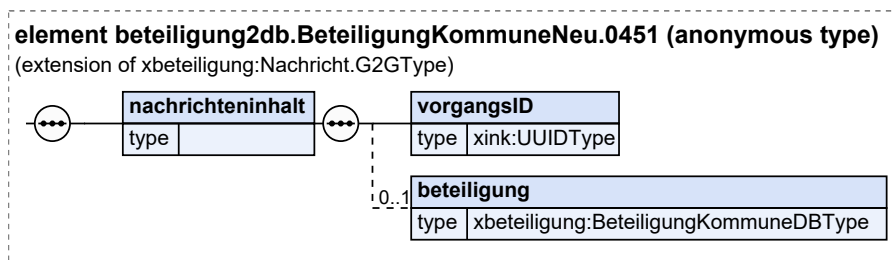 element beteiligung2db.BeteiligungKommuneNeu.0451 (anonymous type)
(extension of xbeteiligung:Nachricht.G2GType)
nachrichteninhalt
type
vorgangsID
type xink:UUIDType
0..1
beteiligung
type xbeteiligung:BeteiligungKommuneDBType